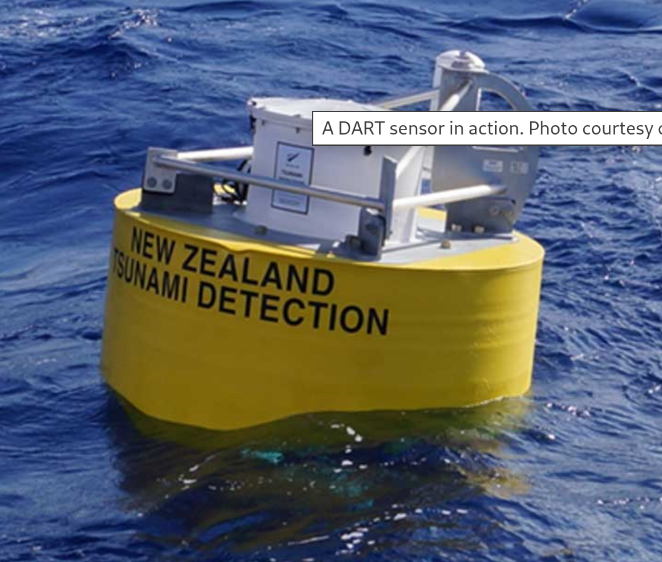 A DART sensor in action. Photo courtesy
NEW ZEALAND
TSUNAMI DETECTION